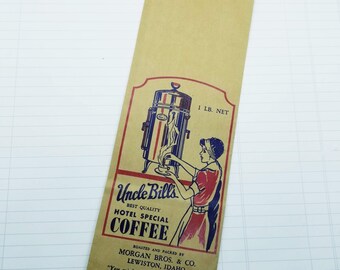 1 LB. NET
Uncle Bill's
BEST QUALITY
HOTEL SPECIAL
COFFEE
ROASTED AND PACKED BY
MORGAN BROS. & CO.
LEWISTON, IDAHO